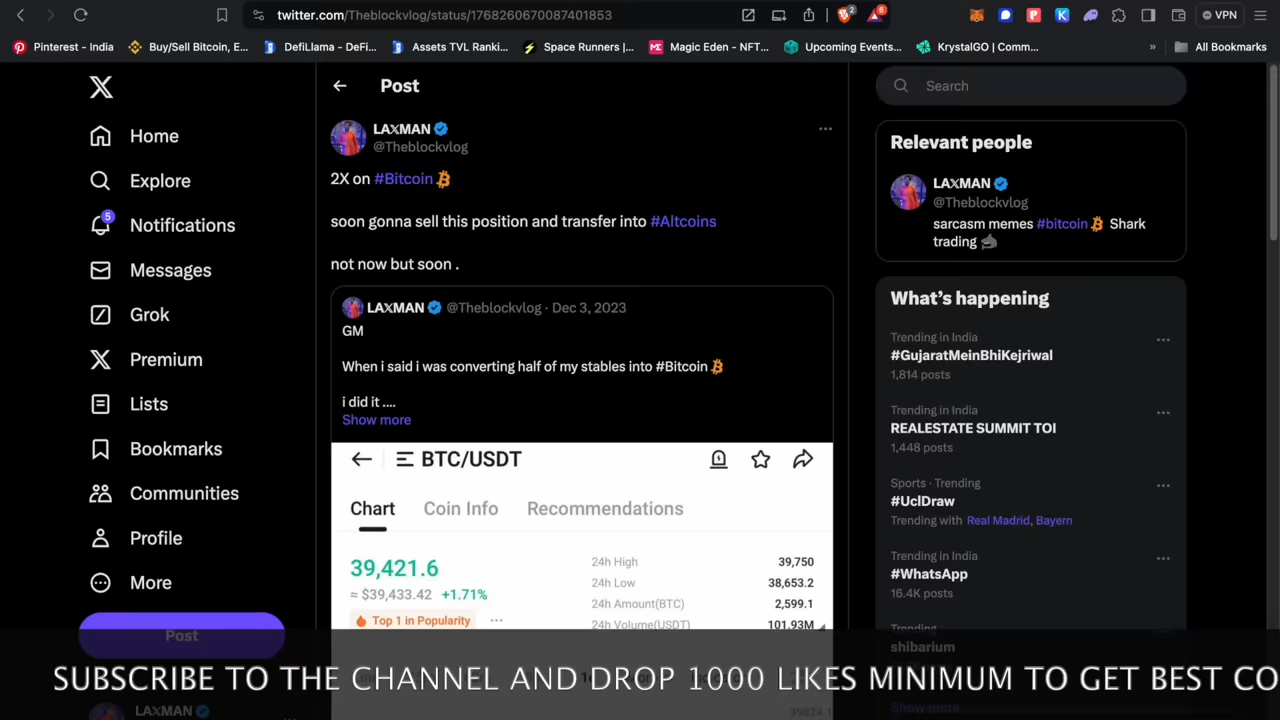 twitter.com/Theblockvlog/status/1768260670087401853
2
6
VPN
Pinterest - India
Buy/Sell Bitcoin, E...
DefiLlama - DeFi...
Assets TVL Ranki...
Space Runners |...
Magic Eden - NFT...
Upcoming Events...
KrystalGO | Comm...
»
All Bookmarks
Home
Explore
5
Notifications
Messages
Grok
Premium
Lists
Bookmarks
Communities
Profile
More
Post
Post
LAXMAN
@Theblockvlog
2X on #Bitcoin
soon gonna sell this position and transfer into #Altcoins
not now but soon .
LAXMAN @Theblockvlog · Dec 3, 2023
GM
When i said i was converting half of my stables into #Bitcoin
i did it ....
Show more
BTC/USDT
Chart Coin Info Recommendations
39,421.6
≈ $39,433.42 +1.71%
Top 1 in Popularity
24h High 39,750
24h Low 38,653.2
24h Amount(BTC) 2,599.1
24h Volume(USDT) 101.93M
39824.1
Search
Relevant people
LAXMAN
@Theblockvlog
sarcasm memes #bitcoin Shark
trading
What's happening
Trending in India
#GujaratMeinBhiKejriwal
1,814 posts
Trending in India
REALESTATE SUMMIT TOI
1,448 posts
Sports · Trending
#UclDraw
Trending with Real Madrid, Bayern
Trending in India
#WhatsApp
16.4K posts
Trending
shibarium
Show more
LAXMAN
@Theblockvlog
SUBSCRIBE TO THE CHANNEL AND DROP 1000 LIKES MINIMUM TO GET BEST CO